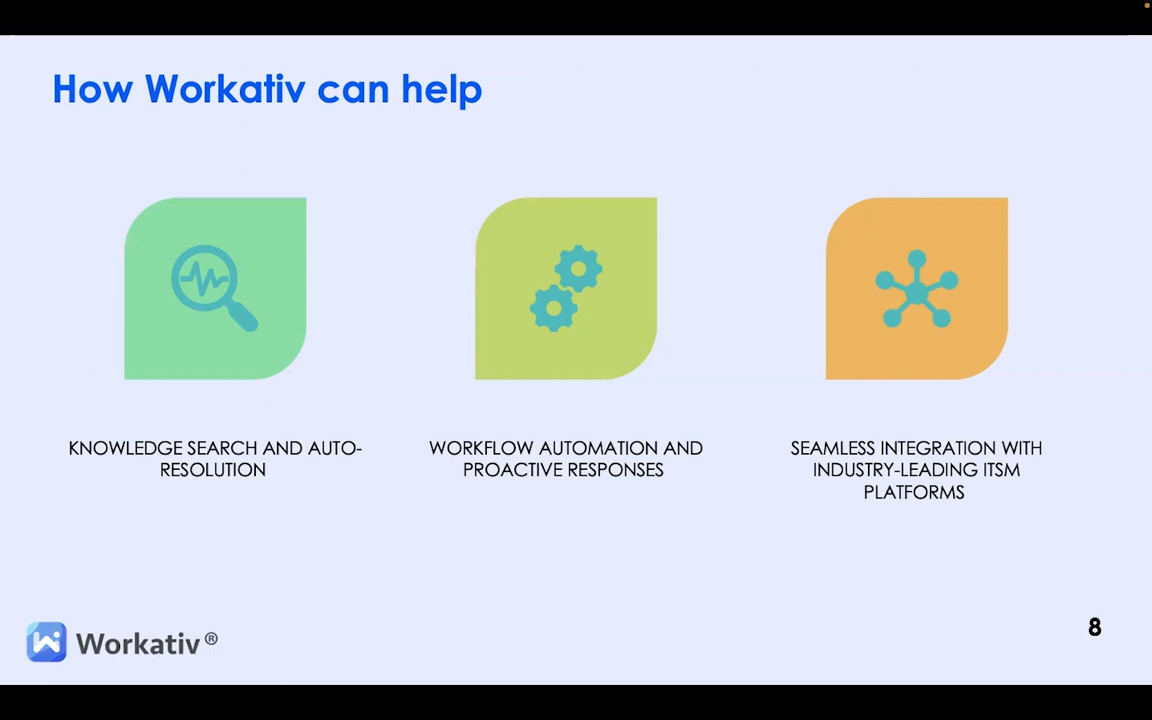 How Workativ can help
KNOWLEDGE SEARCH AND AUTO-
RESOLUTION
WORKFLOW AUTOMATION AND
PROACTIVE RESPONSES
SEAMLESS INTEGRATION WITH
INDUSTRY-LEADING ITSM
PLATFORMS
Workativ®
8